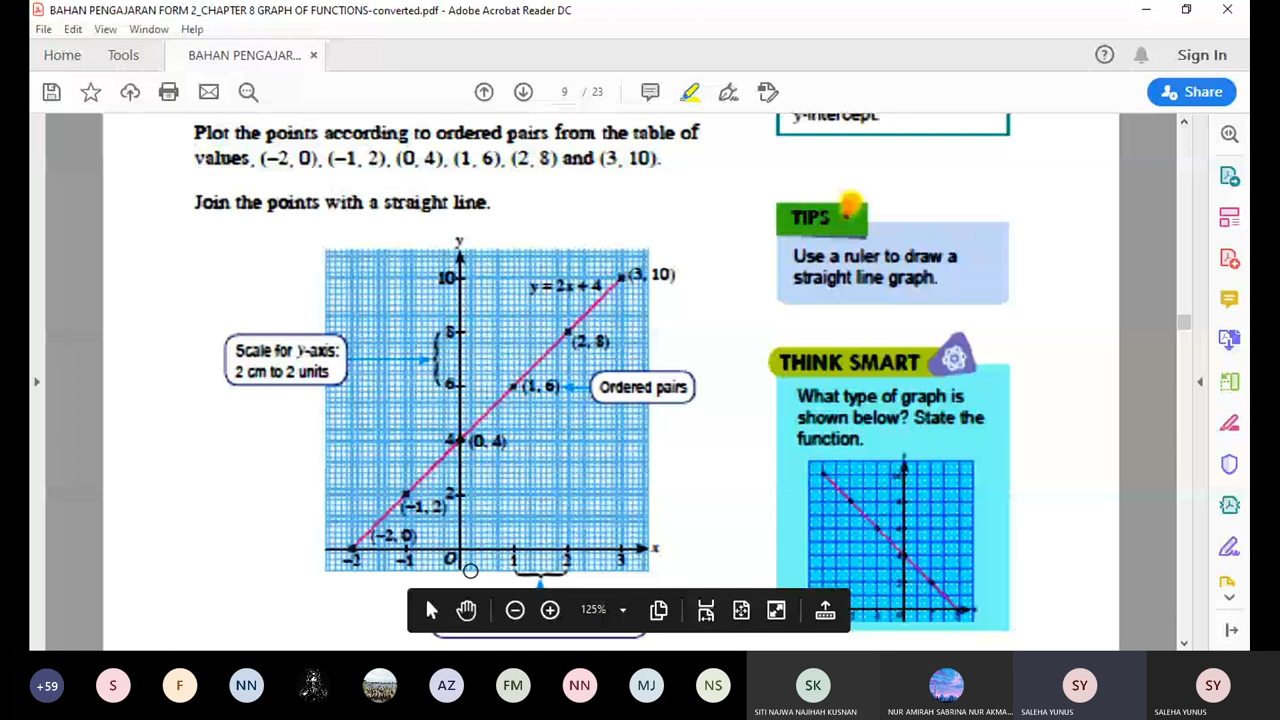 BAHAN PENGAJARAN FORM 2_CHAPTER 8 GRAPH OF FUNCTIONS-converted.pdf - Adobe Acrobat Reader DC
File Edit View Window Help
Home Tools BAHAN PENGAJAR... ×
Sign In
9 / 23
Share
y-intercept.
Plot the points according to ordered pairs from the table of
values, (−2, 0), (−1, 2), (0, 4), (1, 6), (2, 8) and (3, 10).
Join the points with a straight line.
TIPS
Use a ruler to draw a
straight line graph.
y
10
y = 2x + 4
(3, 10)
8
(2, 8)
Scale for y-axis:
2 cm to 2 units
6
(1, 6)
Ordered pairs
4
(0, 4)
2
(−1, 2)
(−2, 0)
−2 −1 O 1 2 3 x
THINK SMART
What type of graph is
shown below? State the
function.
125%
+59 S F NN AZ FM NN MJ NS SK SY SY
SITI NAJWA NAJIHAH KUSNAN
NUR AMIRAH SABRINA NUR AKMA...
SALEHA YUNUS
SALEHA YUNUS